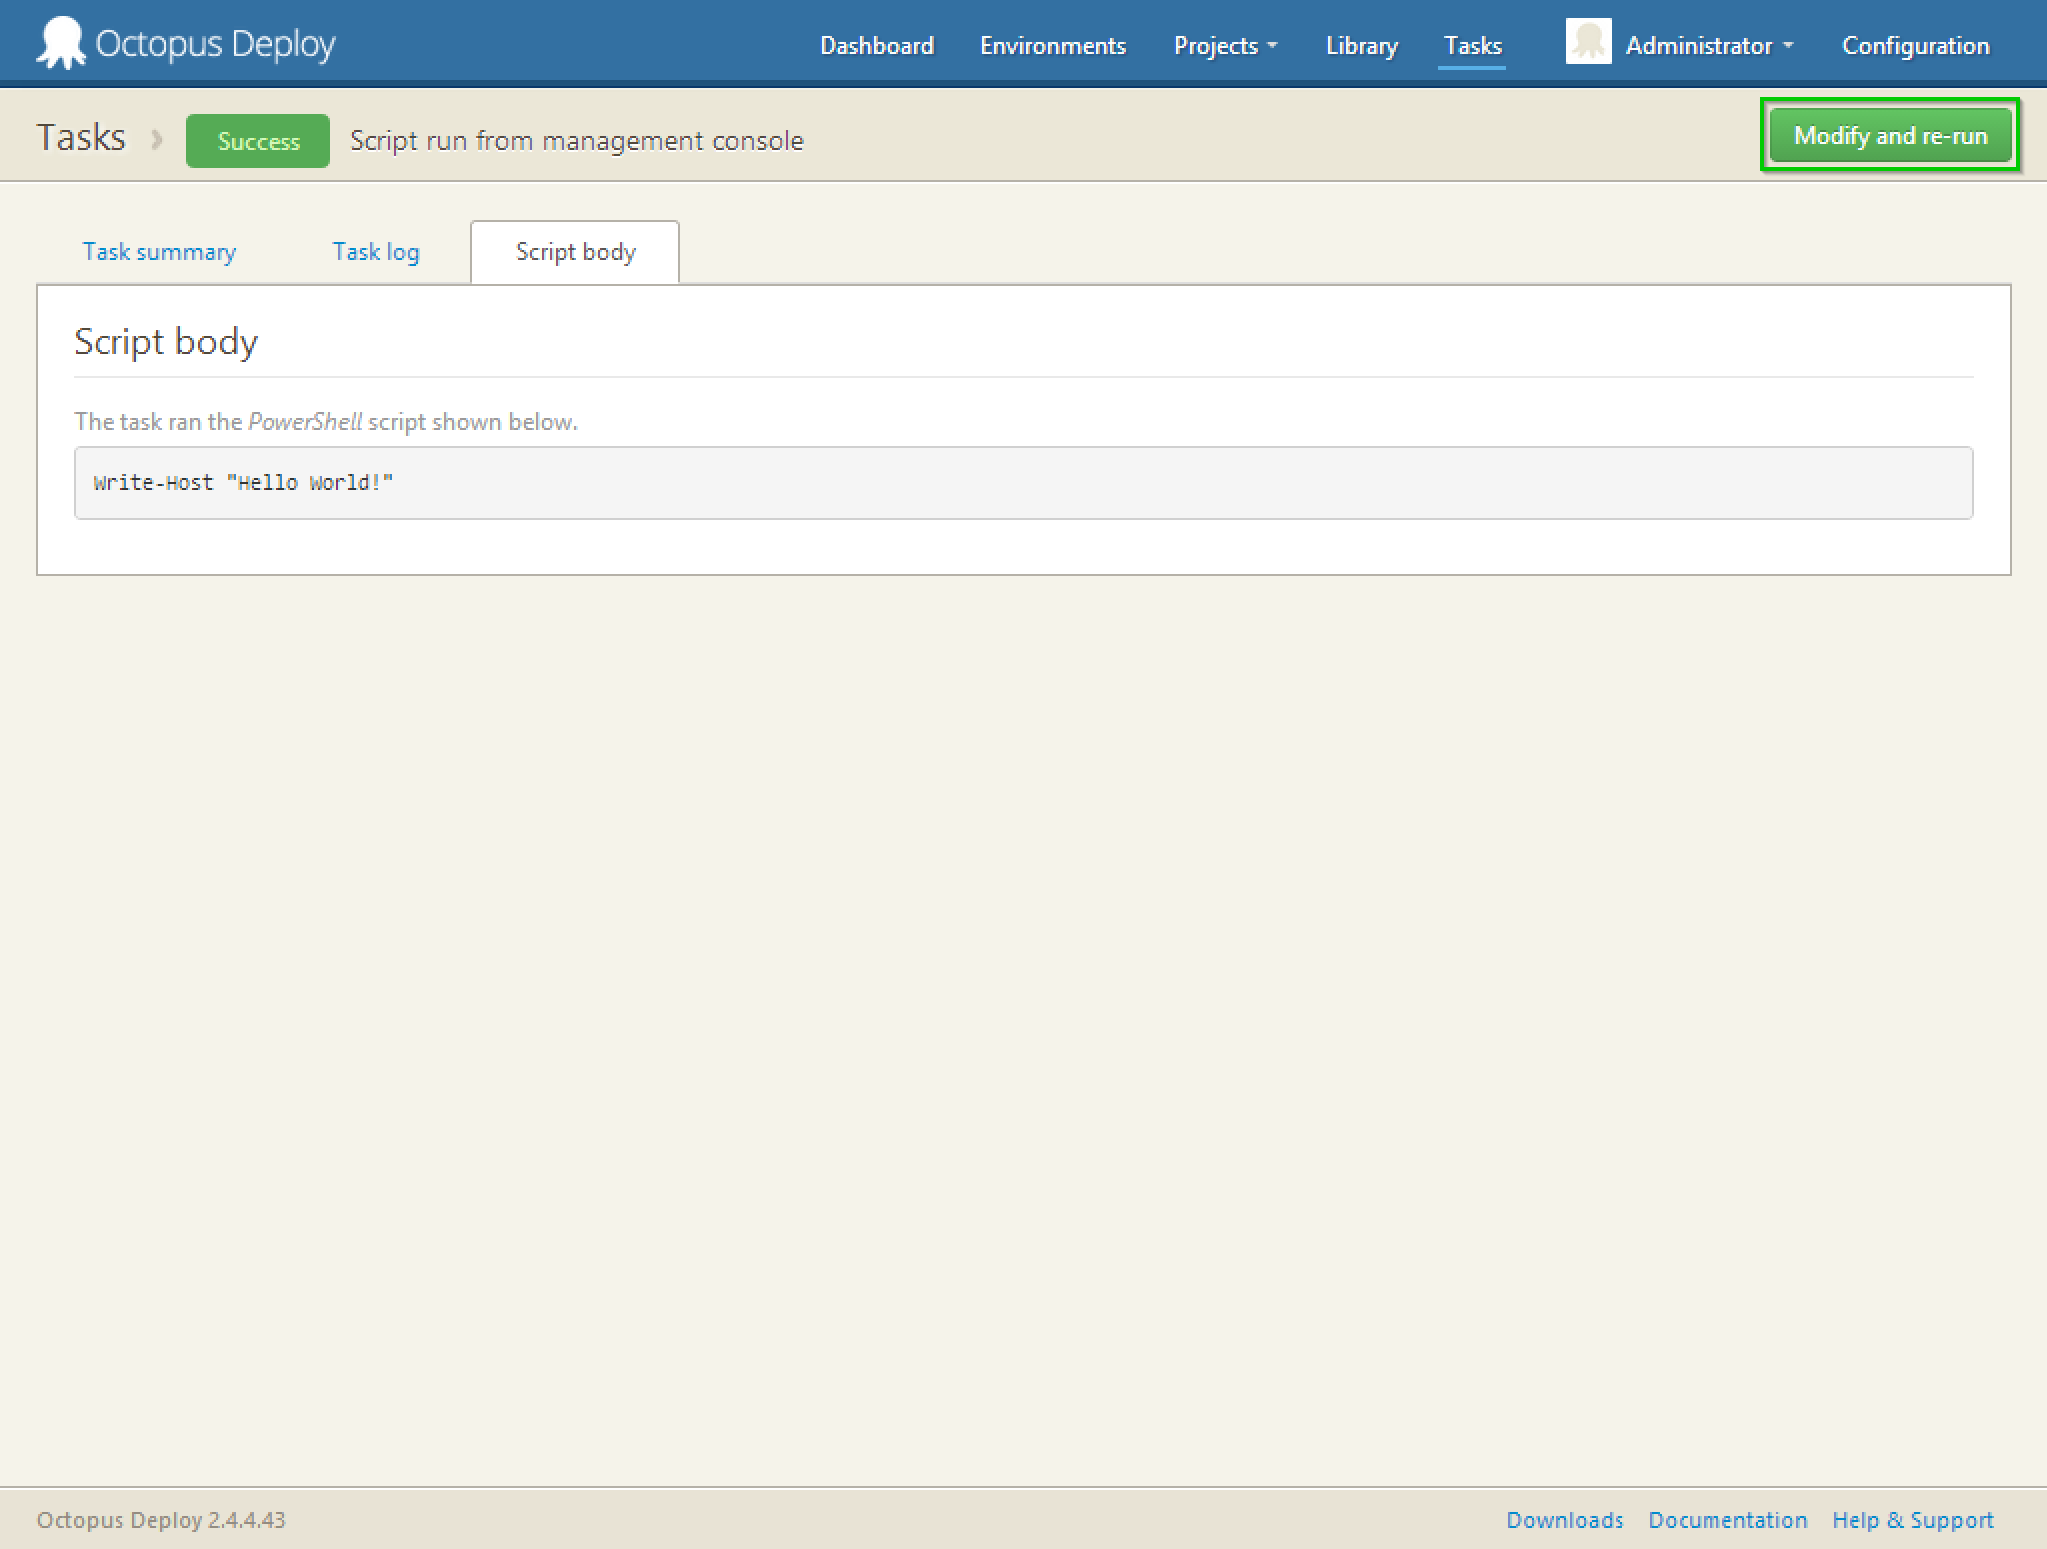 Octopus Deploy
Dashboard Environments Projects Library Tasks Administrator Configuration
Tasks › Success Script run from management console Modify and re-run
Task summary Task log Script body
Script body
The task ran the PowerShell script shown below.
Write-Host "Hello World!"
Octopus Deploy 2.4.4.43 Downloads Documentation Help & Support